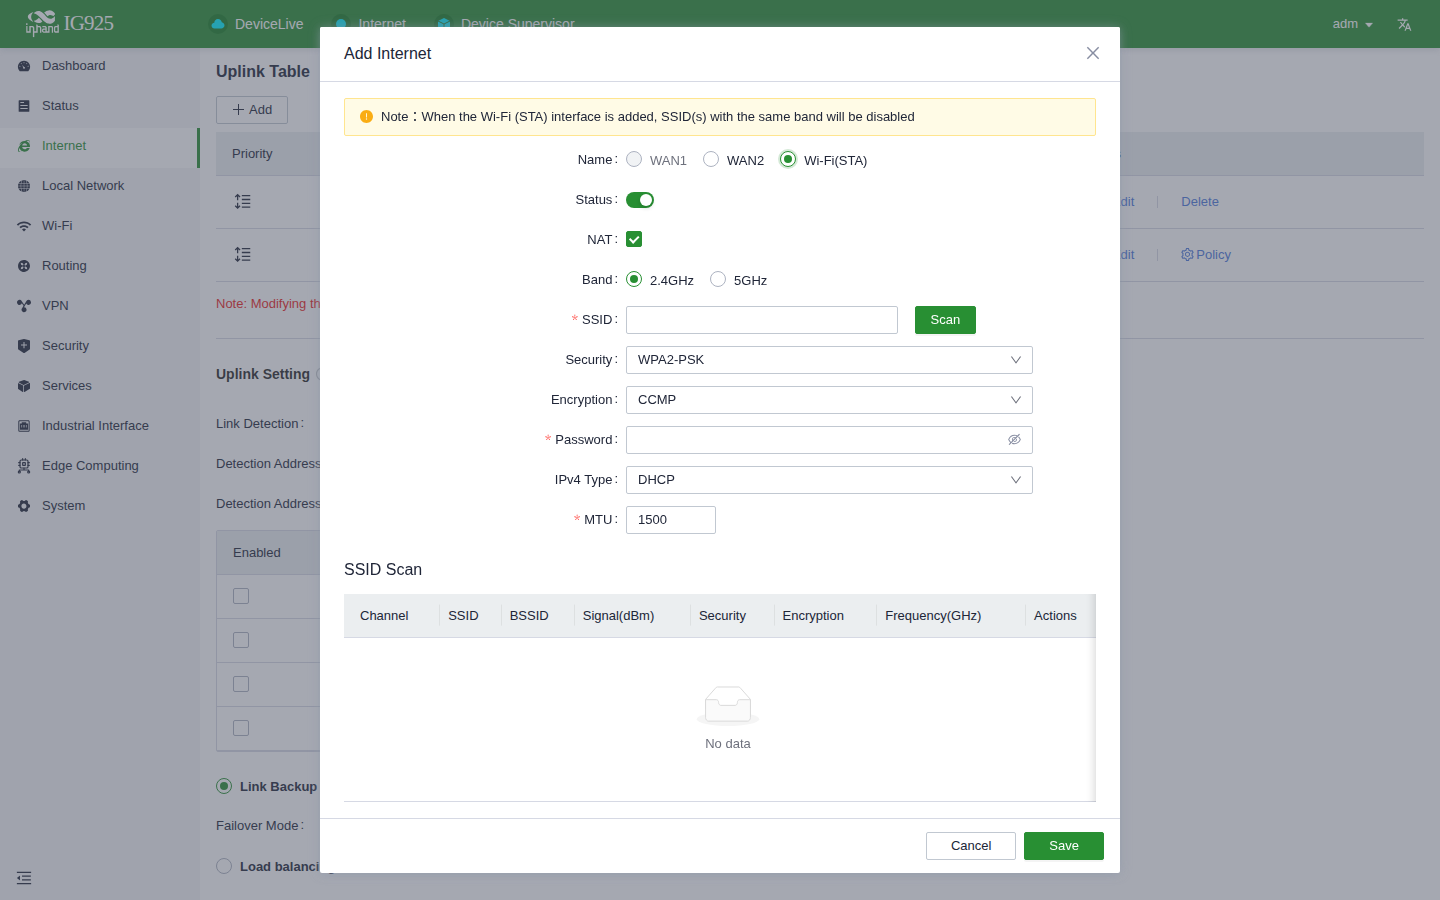 inhand IG925
DeviceLive
Internet
Device Supervisor
adm
Dashboard
Status
Internet
Local Network
Wi-Fi
Routing
VPN
Security
Services
Industrial Interface
Edge Computing
System
Uplink Table
Add
Priority
Delete
Policy
Note: Modifying
Uplink Setting
Link Detection :
Detection Address
Detection Address
Enabled
Link Backup
Failover Mode :
Add Internet
Note：When the Wi-Fi (STA) interface is added, SSID(s) with the same band will be disabled
Name : WAN1 WAN2 Wi-Fi(STA)
Status :
NAT :
Band : 2.4GHz 5GHz
* SSID : Scan
Security : WPA2-PSK
Encryption : CCMP
* Password :
IPv4 Type : DHCP
* MTU : 1500
SSID Scan
Channel SSID BSSID Signal(dBm) Security Encryption Frequency(GHz) Actions
No data
Cancel Save